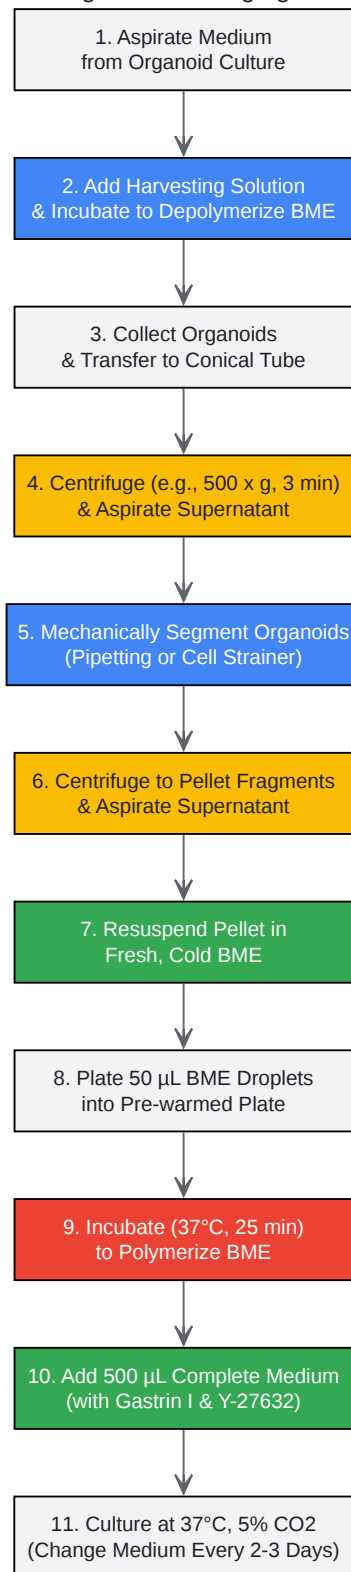 1. Aspirate Medium
from Organoid Culture
2. Add Harvesting Solution
& Incubate to Depolymerize BME
3. Collect Organoids
& Transfer to Conical Tube
4. Centrifuge (e.g., 500 x g, 3 min)
& Aspirate Supernatant
5. Mechanically Segment Organoids
(Pipetting or Cell Strainer)
6. Centrifuge to Pellet Fragments
& Aspirate Supernatant
7. Resuspend Pellet in
Fresh, Cold BME
8. Plate 50 µL BME Droplets
into Pre-warmed Plate
9. Incubate (37°C, 25 min)
to Polymerize BME
10. Add 500 µL Complete Medium
(with Gastrin I & Y-27632)
11. Culture at 37°C, 5% CO2
(Change Medium Every 2-3 Days)